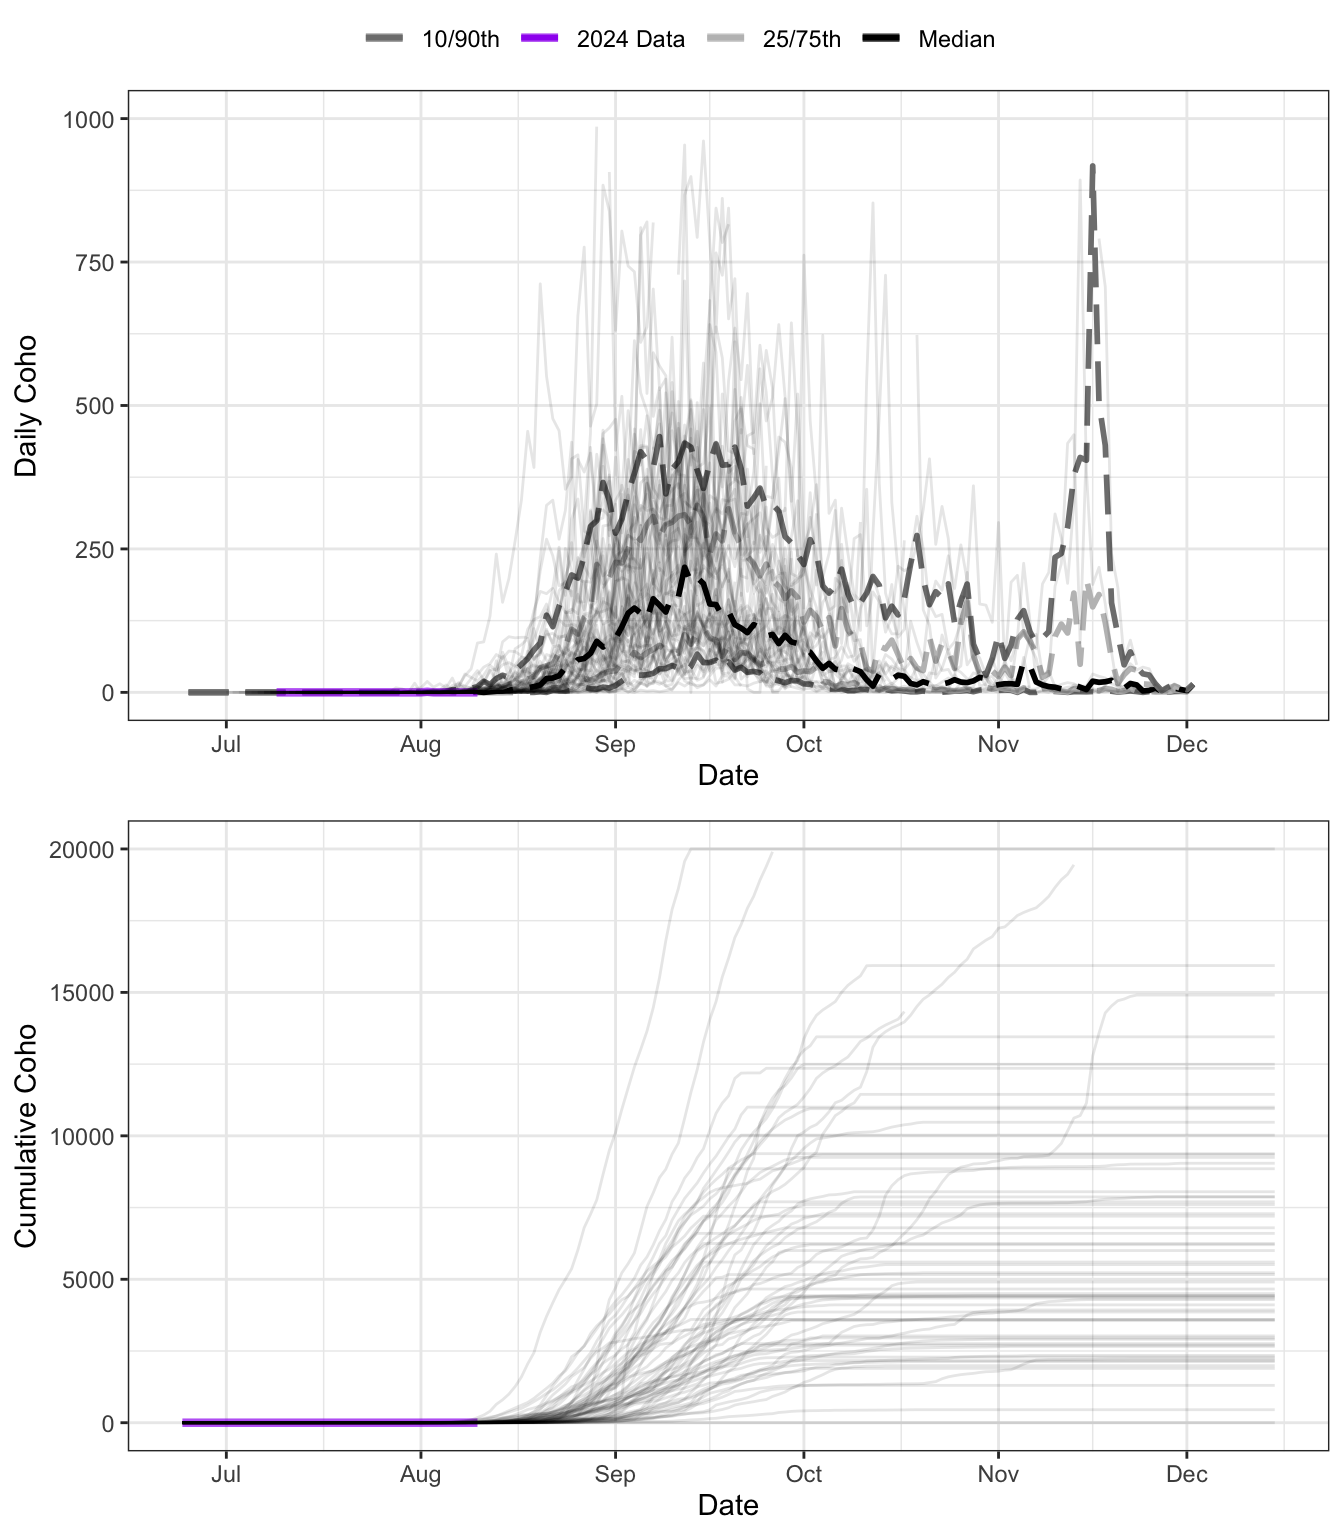 10/90th 2024 Data 25/75th Median
1000
750
500
250
0
Daily Coho
Jul Aug Sep Oct Nov Dec
Date
20000
15000
10000
5000
0
Cumulative Coho
Jul Aug Sep Oct Nov Dec
Date